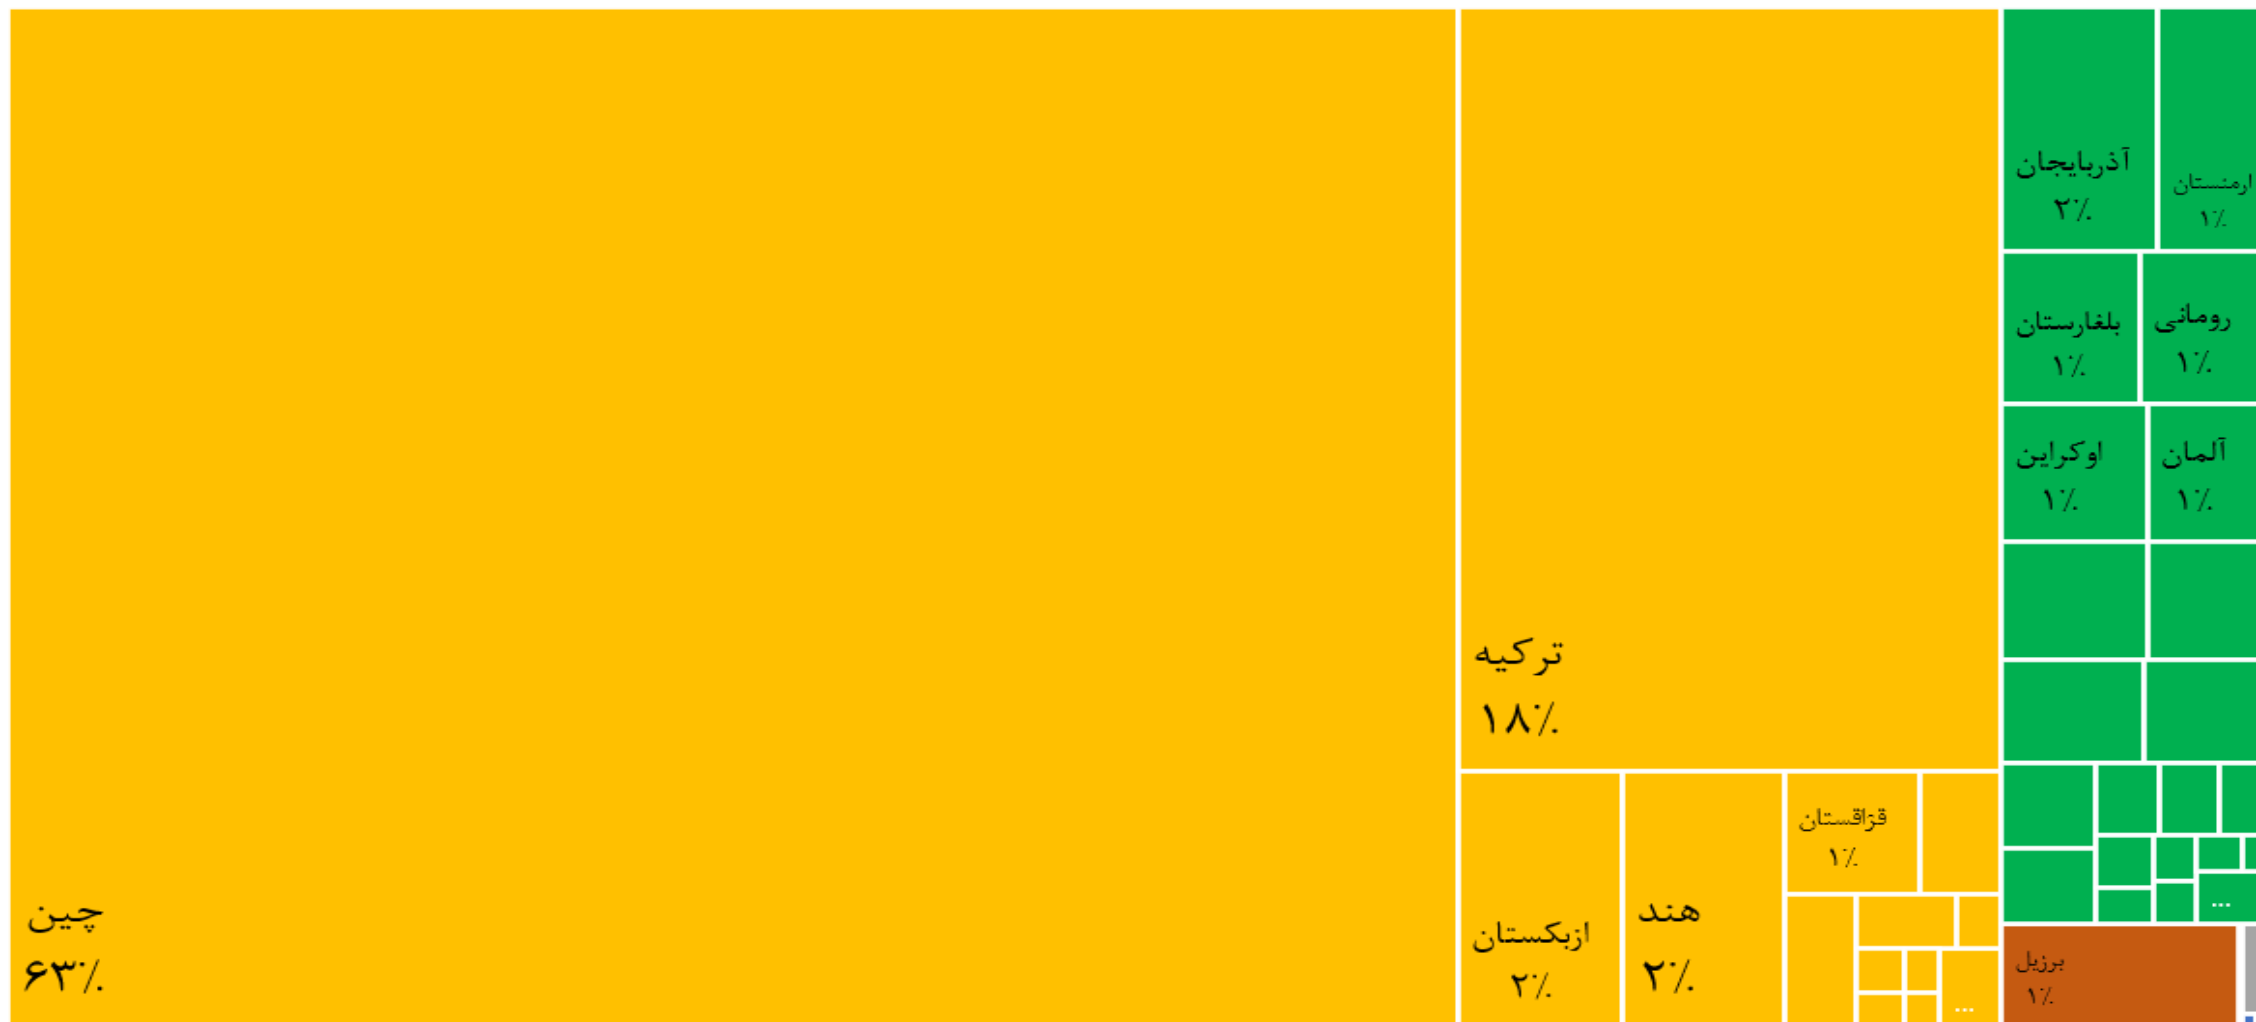 چین
۶۳٪
ترکیه
۱۸٪
ازبکستان
۲٪
هند
۲٪
قزاقستان
۱٪
...
آذربایجان
۲٪
ارمنستان
۱٪
بلغارستان
۱٪
رومانی
۱٪
اوکراین
۱٪
آلمان
۱٪
...
برزیل
۱٪